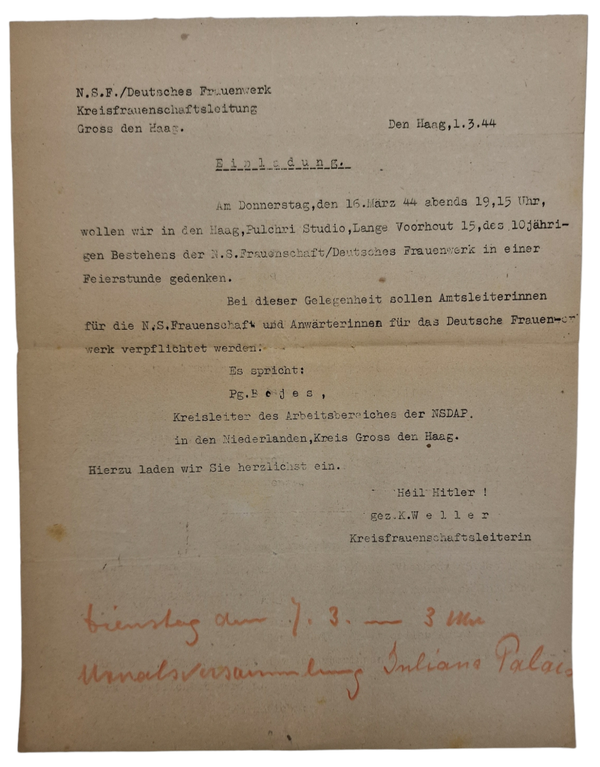 N.S.F./Deutsches Frauenwerk
Kreisfrauenschaftsleitung
Gross den Haag.
Den Haag,1.3.44
Einladung.
Am Donnerstag,den 16.März 44 abends 19,15 Uhr,
wollen wir in den Haag,Pulchri Studio,Lange Voorhout 15,des 10jähri-
gen Bestehens der N.S.Frauenschaft/Deutsches Frauenwerk in einer
Feierstunde gedenken.
Bei dieser Gelegenheit sollen Amtsleiterinnen
für die N.S.Frauenschaft und Anwärterinnen für das Deutsche Frauen-
werk verpflichtet werden.
Es spricht:
Pg.
Kreisleiter des Arbeitsbereiches der NSDAP.
in den Niederlanden,Kreis Gross den Haag.
Hierzu laden wir Sie herzlichst ein.
Heil Hitler !
gez.K.Weller
Kreisfrauenschaftsleiterin
Dienstag den 7. 3. — 3 Uhr
Monatsversammlung Juliana Palais